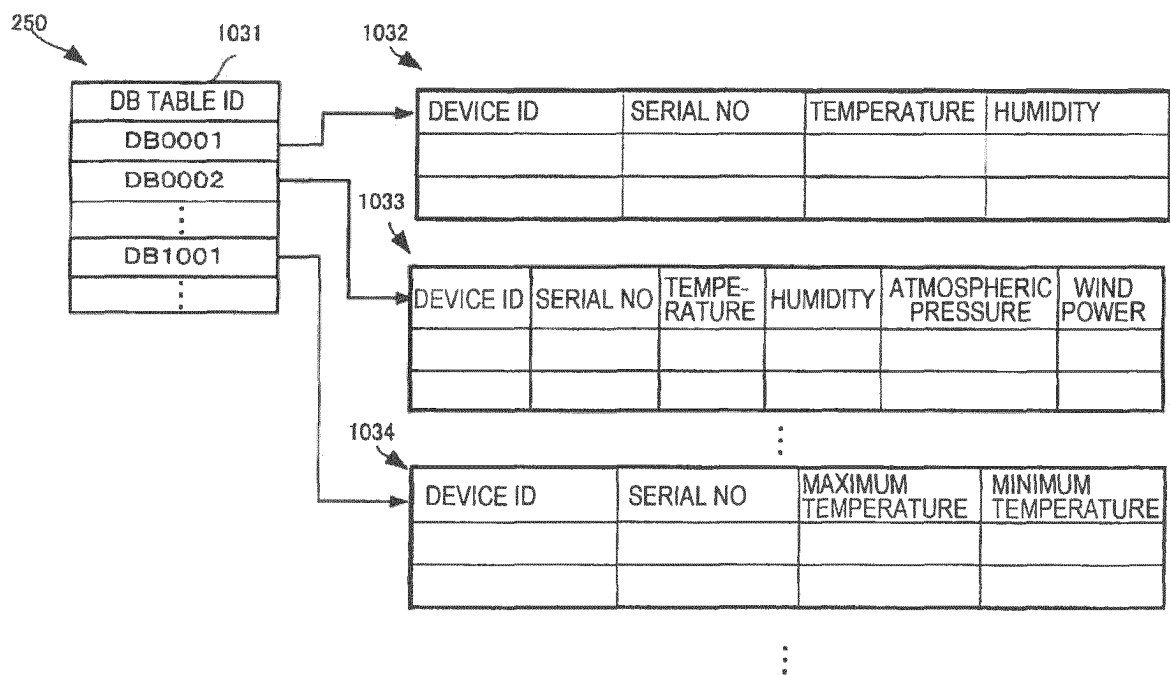 250
1031
DB TABLE ID
DB0001
DB0002
⋮
DB1001
⋮
1032
DEVICE ID SERIAL NO TEMPERATURE HUMIDITY
1033
DEVICE ID SERIAL NO TEMPE-
RATURE HUMIDITY ATMOSPHERIC
PRESSURE WIND
POWER
⋮
1034
DEVICE ID SERIAL NO MAXIMUM
TEMPERATURE MINIMUM
TEMPERATURE
⋮